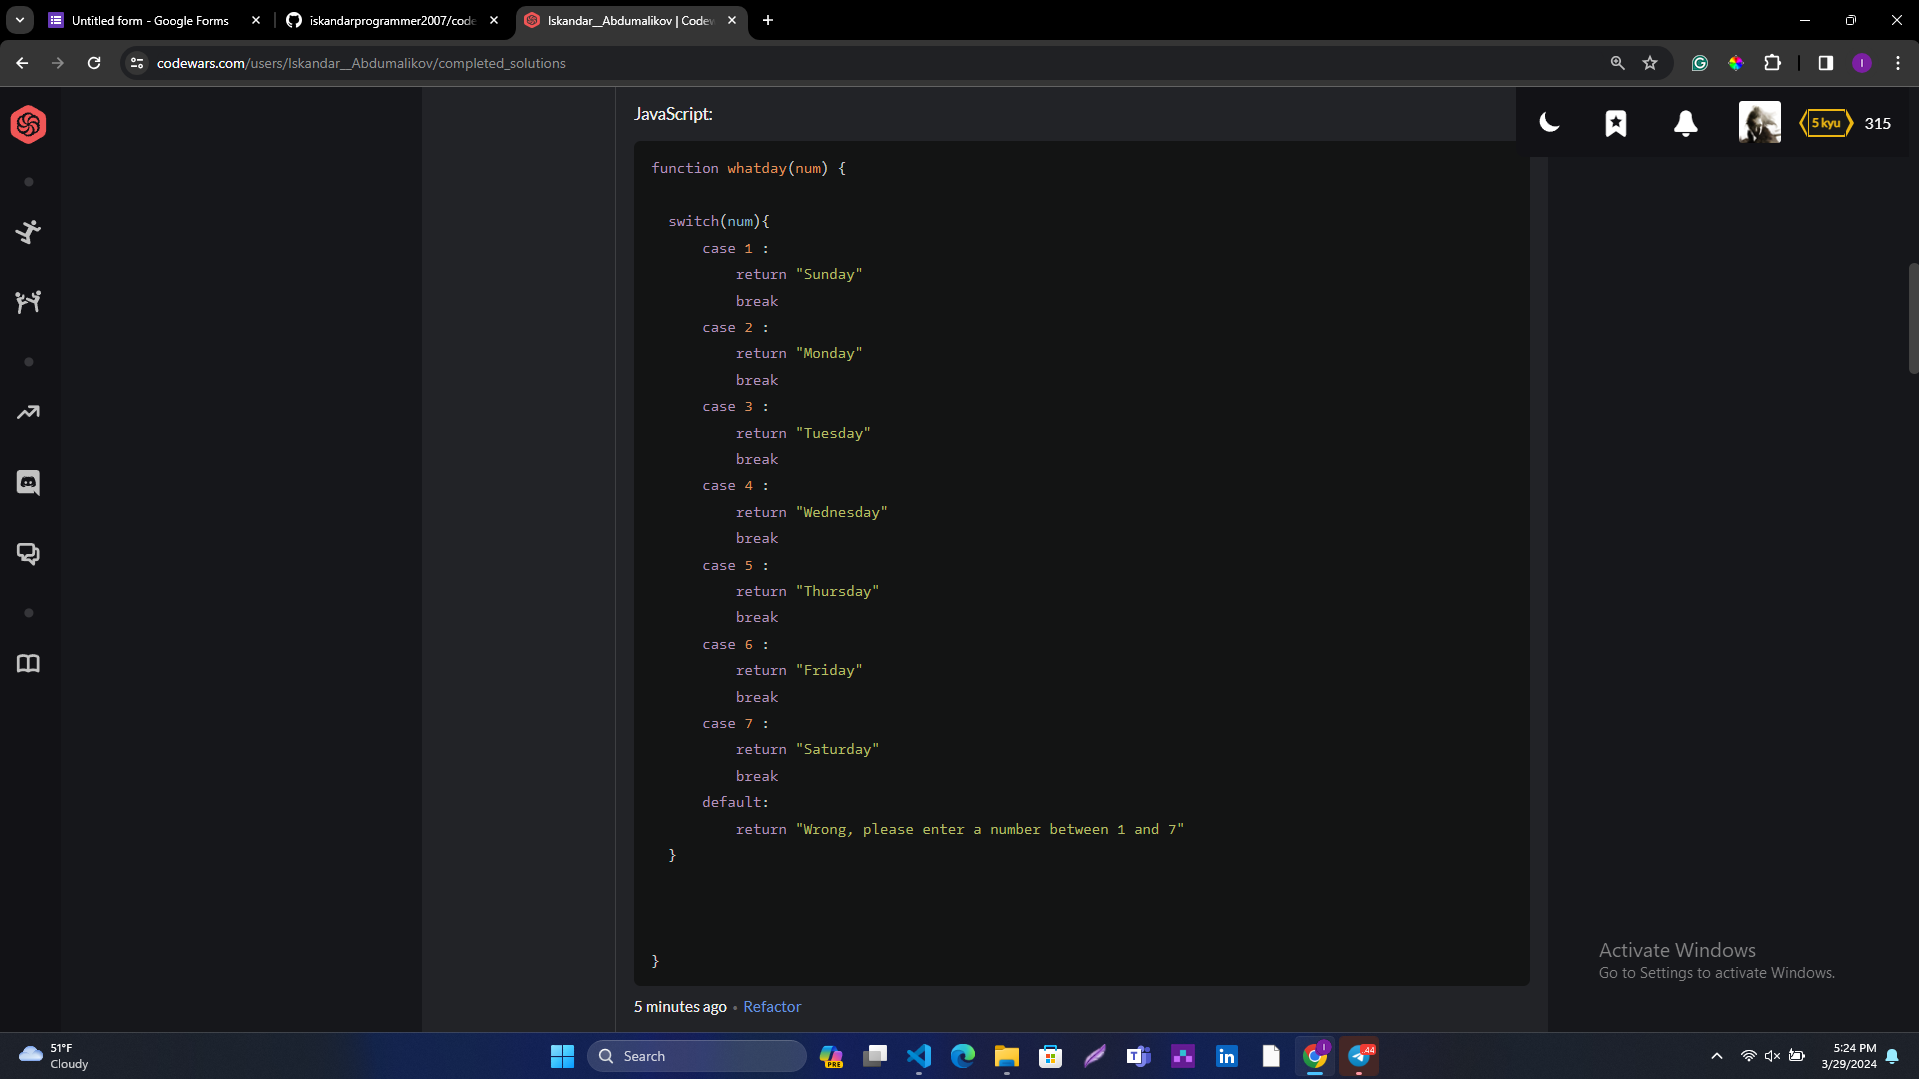 Untitled form - Google Forms
iskandarprogrammer2007/code
Iskandar__Abdumalikov | Codew
codewars.com/users/Iskandar__Abdumalikov/completed_solutions
I
JavaScript:
5 kyu
315
function whatday(num) {
switch(num){
case 1 :
return "Sunday"
break
case 2 :
return "Monday"
break
case 3 :
return "Tuesday"
break
case 4 :
return "Wednesday"
break
case 5 :
return "Thursday"
break
case 6 :
return "Friday"
break
case 7 :
return "Saturday"
break
default:
return "Wrong, please enter a number between 1 and 7"
}
}
Activate Windows
Go to Settings to activate Windows.
5 minutes ago • Refactor
51°F
Cloudy
Search
PRE
T
in
I
44
5:24 PM
3/29/2024